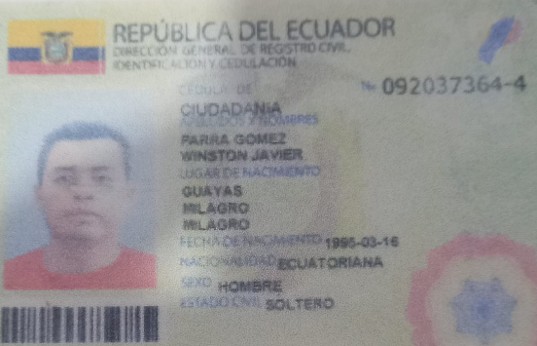 REPÚBLICA DEL ECUADOR
DIRECCIÓN GENERAL DE REGISTRO CIVIL,
IDENTIFICACIÓN Y CEDULACIÓN
CÉDULA DE
No 092037364-4
CIUDADANÍA
APELLIDOS Y NOMBRES
PARRA GOMEZ
WINSTON JAVIER
LUGAR DE NACIMIENTO
GUAYAS
MILAGRO
MILAGRO
FECHA DE NACIMIENTO 1995-03-16
NACIONALIDAD ECUATORIANA
SEXO HOMBRE
ESTADO CIVIL SOLTERO